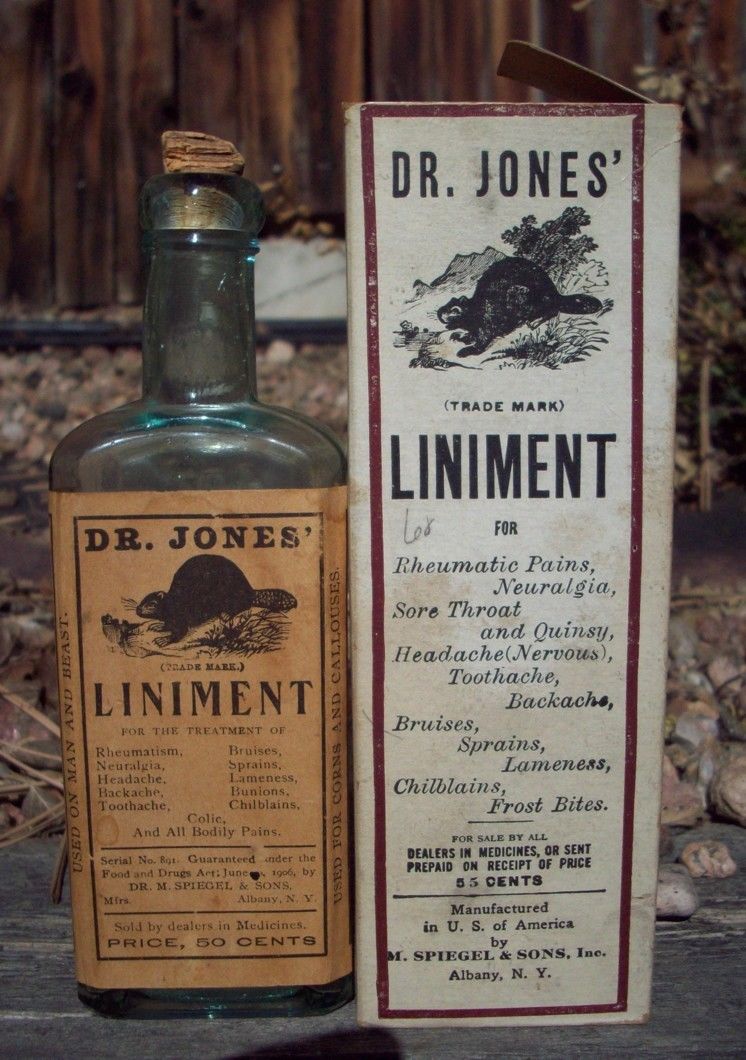 DR. JONES'
(TRADE MARK.)
LINIMENT
FOR THE TREATMENT OF
Rheumatism,
Neuralgia,
Headache,
Backache,
Toothache,
Bruises,
Sprains,
Lameness,
Bunions,
Chilblains,
Colic,
And All Bodily Pains.
Serial No. 891. Guaranteed under the
Food and Drugs Act; June 1906, by
DR. M. SPIEGEL & SONS,
Mfrs. Albany, N. Y.
Sold by dealers in Medicines.
PRICE, 50 CENTS
USED ON MAN AND BEAST.
USED FOR CORNS AND CALLOUSES.
DR. JONES'
(TRADE MARK)
LINIMENT
FOR
Rheumatic Pains,
Neuralgia,
Sore Throat
and Quinsy,
Headache(Nervous),
Toothache,
Backache,
Bruises,
Sprains,
Lameness,
Chilblains,
Frost Bites.
FOR SALE BY ALL
DEALERS IN MEDICINES, OR SENT
PREPAID ON RECEIPT OF PRICE
55 CENTS
Manufactured
in U. S. of America
by
M. SPIEGEL & SONS, Inc.
Albany, N. Y.